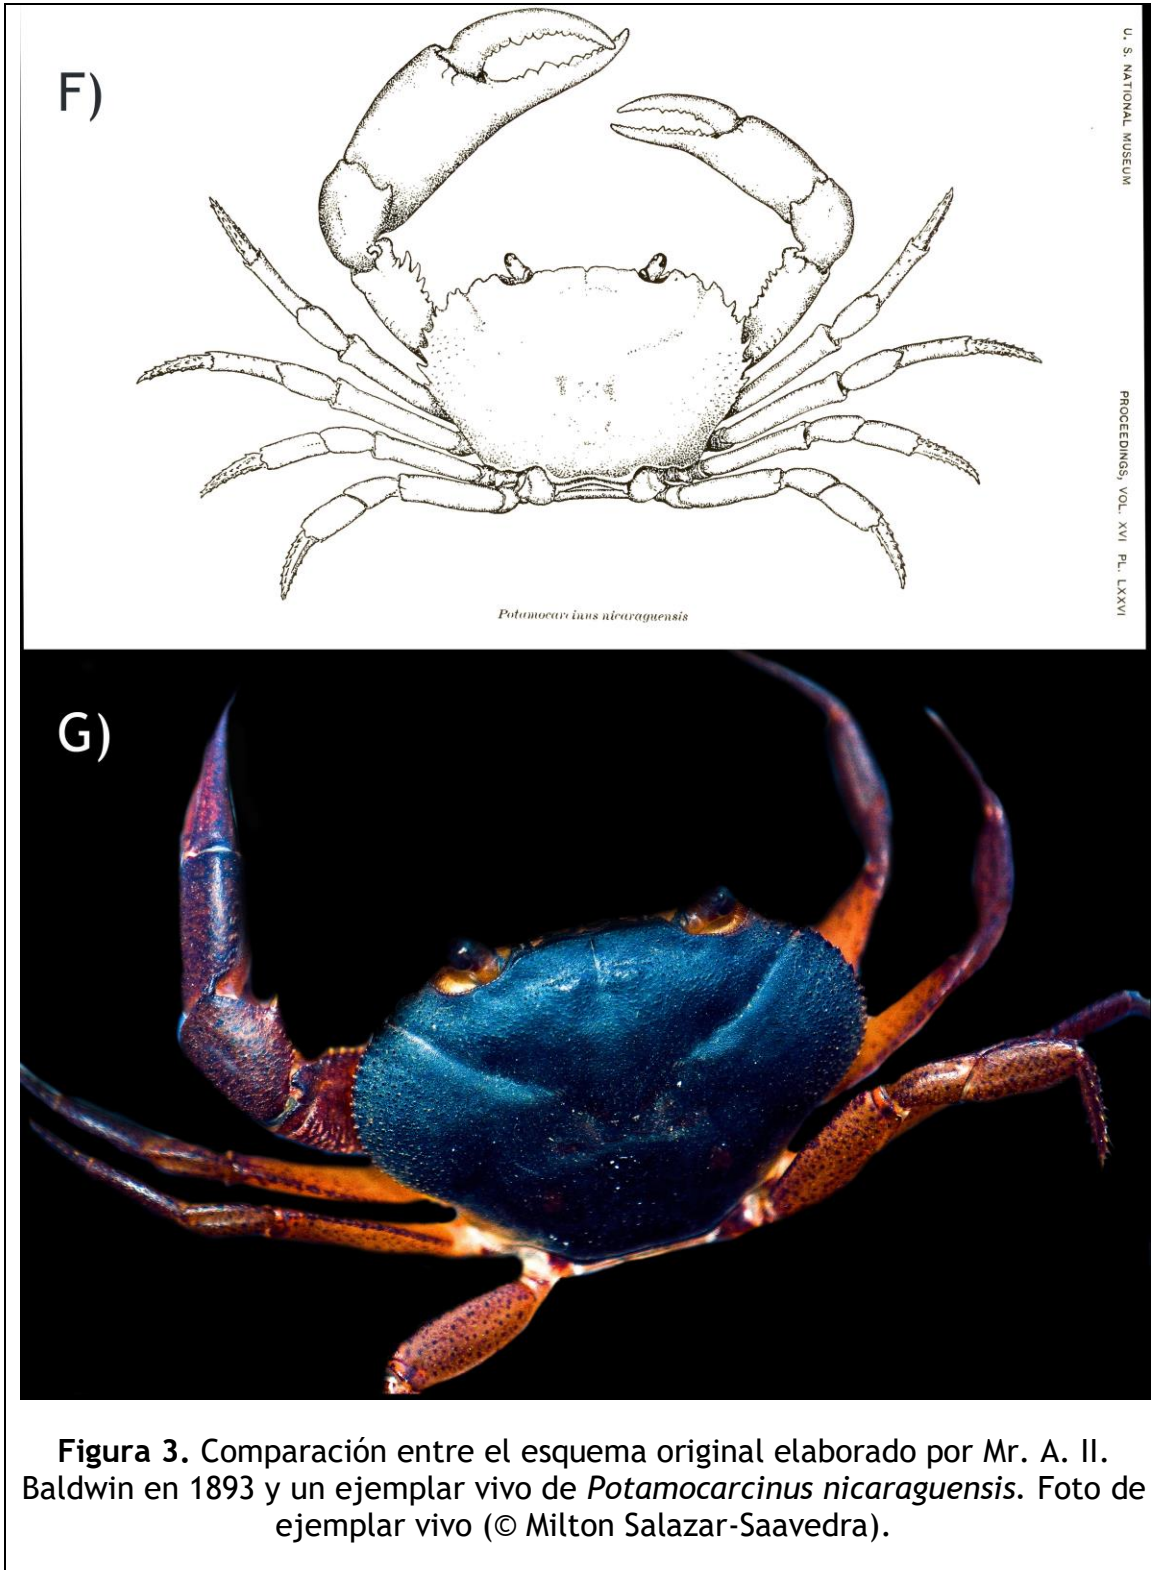 F)
U. S. NATIONAL MUSEUM
PROCEEDINGS, VOL. XVI PL. LXXVI
Potamocarcinus nicaraguensis
G)
Figura 3. Comparación entre el esquema original elaborado por Mr. A. II.
Baldwin en 1893 y un ejemplar vivo de Potamocarcinus nicaraguensis. Foto de
ejemplar vivo (© Milton Salazar-Saavedra).